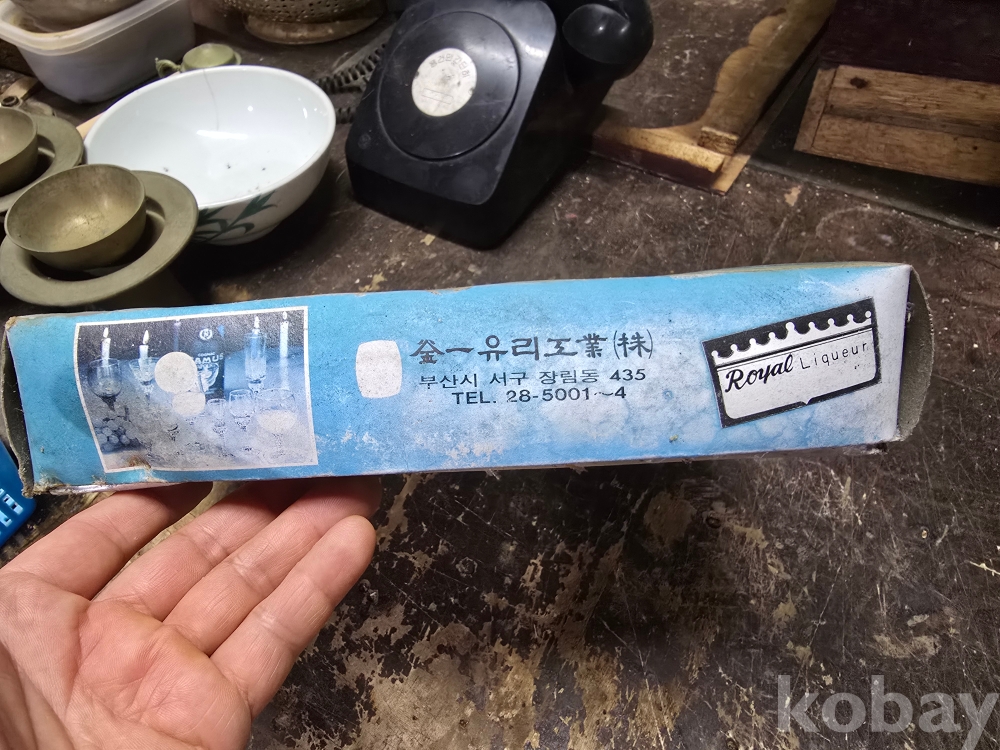 釜一유리工業(株)
부산시 서구 장림동 435
TEL. 28-5001~4
Royal Liqueur
kobay